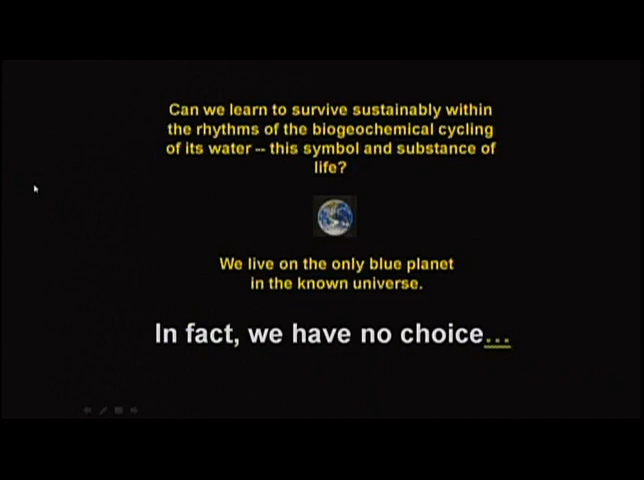 Can we learn to survive sustainably within
the rhythms of the biogeochemical cycling
of its water -- this symbol and substance of
life?
We live on the only blue planet
in the known universe.
In fact, we have no choice...